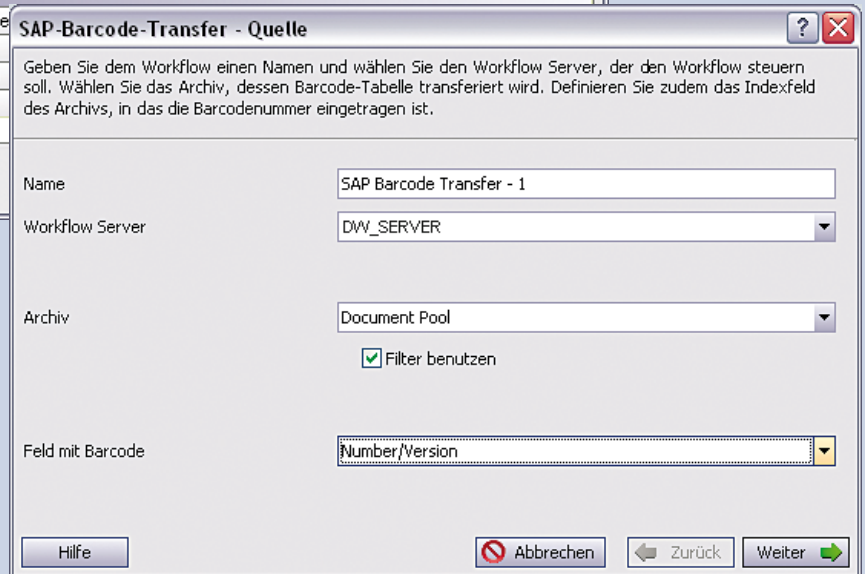 SAP-Barcode-Transfer - Quelle
Geben Sie dem Workflow einen Namen und wählen Sie den Workflow Server, der den Workflow steuern
soll. Wählen Sie das Archiv, dessen Barcode-Tabelle transferiert wird. Definieren Sie zudem das Indexfeld
des Archivs, in das die Barcodenummer eingetragen ist.
Name SAP Barcode Transfer - 1
Workflow Server DW_SERVER
Archiv Document Pool
Filter benutzen
Feld mit Barcode Number/Version
Hilfe Abbrechen Zurück Weiter